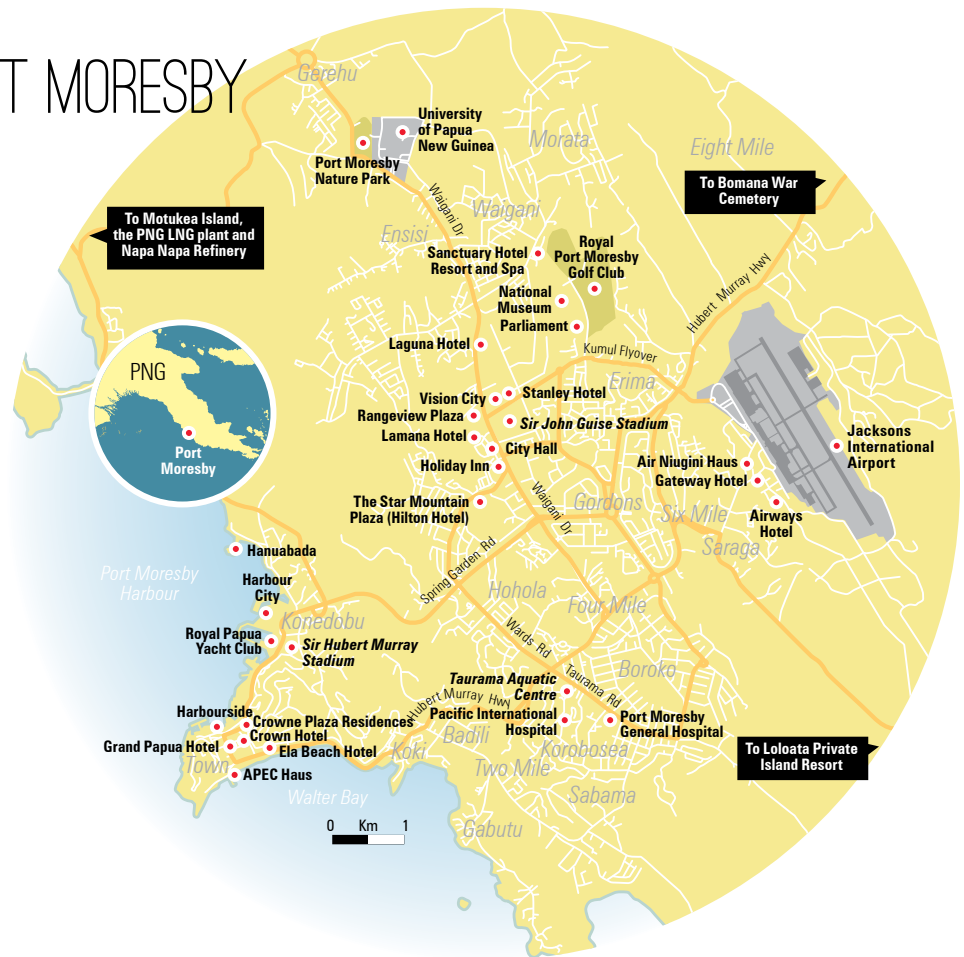 T MORESBY
Gerehu
University
of Papua
New Guinea
Port Moresby
Nature Park
Morata
Eight Mile
To Bomana War
Cemetery
Waigani Dr
Waigani
To Motukea Island,
the PNG LNG plant and
Napa Napa Refinery
Ensisi
Sanctuary Hotel
Resort and Spa
Royal
Port Moresby
Golf Club
National
Museum
Parliament
Hubert Murray Hwy
Laguna Hotel
Kumul Flyover
Erima
PNG
Port
Moresby
Vision City
Stanley Hotel
Rangeview Plaza
Sir John Guise Stadium
Lamana Hotel
City Hall
Holiday Inn
Jacksons
International
Airport
Air Niugini Haus
Gateway Hotel
Airways
Hotel
The Star Mountain
Plaza (Hilton Hotel)
Waigani Dr
Gordons
Six Mile
Saraga
Hanuabada
Port Moresby
Harbour
Harbour
City
Spring Garden Rd
Hohola
Four Mile
Konedobu
Royal Papua
Yacht Club
Sir Hubert Murray
Stadium
Wards Rd
Boroko
Taurama Rd
Taurama Aquatic
Centre
Hubert Murray Hwy
Pacific International
Hospital
Port Moresby
General Hospital
Harbourside
Crowne Plaza Residences
Crown Hotel
Grand Papua Hotel
Ela Beach Hotel
Town
APEC Haus
Koki
Badili
Korobosea
Two Mile
To Loloata Private
Island Resort
Sabama
Walter Bay
Gabutu
0 Km 1